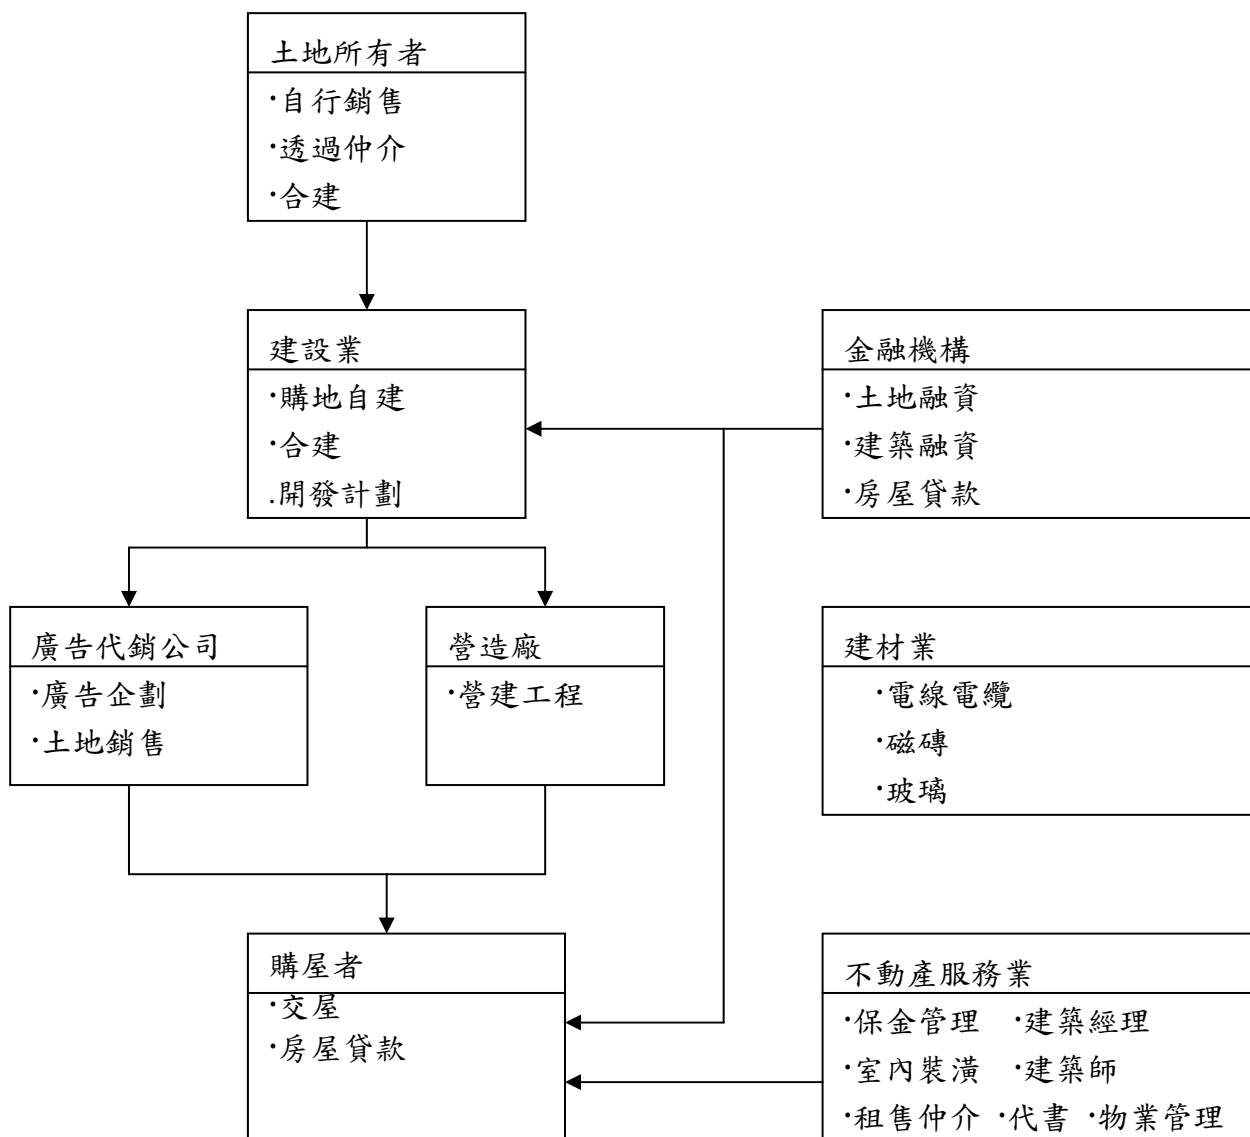 土地所有者
·自行銷售
·透過仲介
·合建
建設業
·購地自建
·合建
.開發計劃
金融機構
·土地融資
·建築融資
·房屋貸款
廣告代銷公司
·廣告企劃
·土地銷售
營造廠
·營建工程
建材業
·電線電纜
·磁磚
·玻璃
購屋者
·交屋
·房屋貸款
不動產服務業
·保金管理 ·建築經理
·室內裝潢 ·建築師
·租售仲介 ·代書 ·物業管理